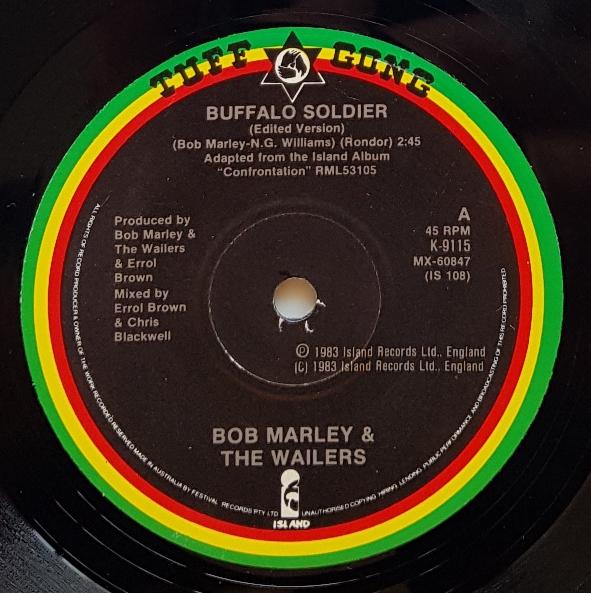 TUFF GONG
BUFFALO SOLDIER
(Edited Version)
(Bob Marley-N.G. Williams) (Rondor) 2:45
Adapted from the Island Album
"Confrontation" RML53105
Produced by
Bob Marley &
The Wailers
& Errol
Brown
Mixed by
Errol Brown
& Chris
Blackwell
A
45 RPM
K-9115
MX-60847
(IS 108)
Ⓟ 1983 Island Records Ltd., England
(C) 1983 Island Records Ltd., England
BOB MARLEY &
THE WAILERS
ISLAND
ALL RIGHTS OF RECORD PRODUCER & OWNER OF THE WORK RECORDED RESERVED MADE IN AUSTRALIA BY FESTIVAL RECORDS PTY LTD UNAUTHORISED COPYING HIRING LENDING PUBLIC PERFORMANCE AND BROADCASTING OF THIS RECORD PROHIBITED